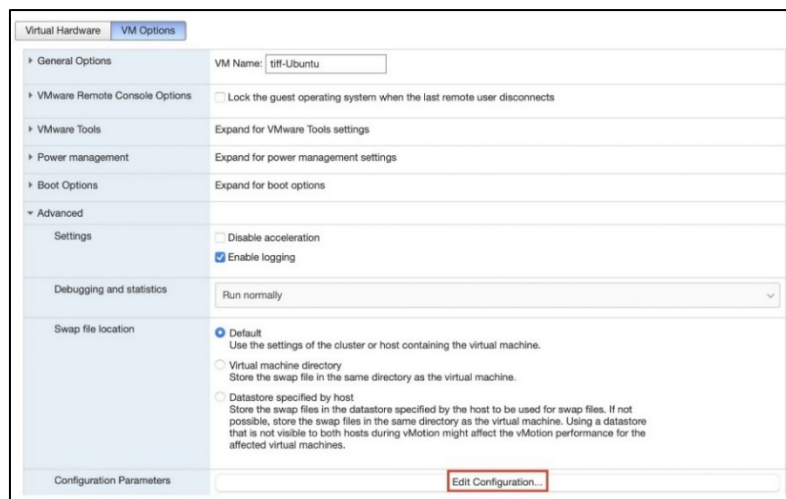 Virtual Hardware VM Options
General Options VM Name: tiff-Ubuntu
VMware Remote Console Options Lock the guest operating system when the last remote user disconnects
VMware Tools Expand for VMware Tools settings
Power management Expand for power management settings
Boot Options Expand for boot options
Advanced
Settings Disable acceleration
Enable logging
Debugging and statistics Run normally
Swap file location Default
Use the settings of the cluster or host containing the virtual machine.
Virtual machine directory
Store the swap file in the same directory as the virtual machine.
Datastore specified by host
Store the swap files in the datastore specified by the host to be used for swap files. If not
possible, store the swap files in the same directory as the virtual machine. Using a datastore
that is not visible to both hosts during vMotion might affect the vMotion performance for the
affected virtual machines.
Configuration Parameters Edit Configuration...